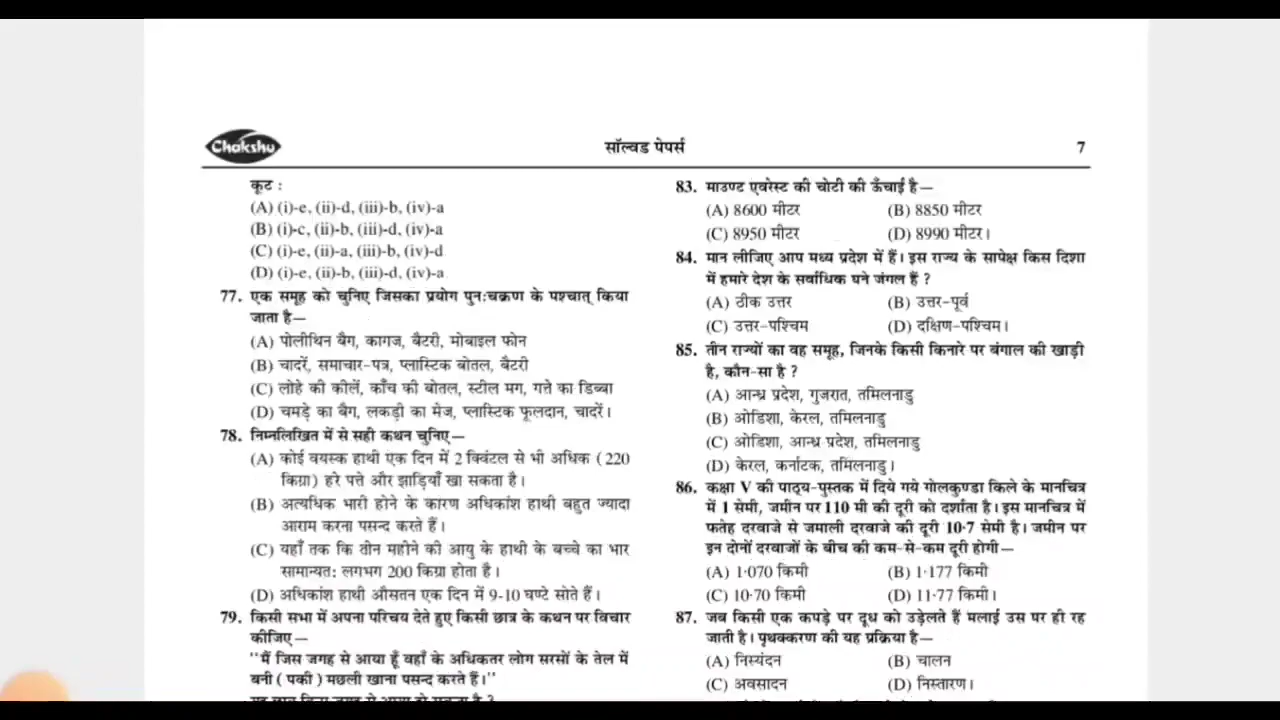 Chakshu
सॉल्वड पेपर्स
7
कूट :
(A) (i)-e, (ii)-d, (iii)-b, (iv)-a
(B) (i)-c, (ii)-b, (iii)-d, (iv)-a
(C) (i)-e, (ii)-a, (iii)-b, (iv)-d
(D) (i)-e, (ii)-b, (iii)-d, (iv)-a
77. एक समूह को चुनिए जिसका प्रयोग पुनःचक्रण के पश्चात् किया
जाता है—
(A) पोलीथिन बैग, कागज, बैटरी, मोबाइल फोन
(B) चादरें, समाचार-पत्र, प्लास्टिक बोतल, बैटरी
(C) लोहे की कीलें, काँच की बोतल, स्टील मग, गत्ते का डिब्बा
(D) चमड़े का बैग, लकड़ी का मेज, प्लास्टिक फूलदान, चादरें।
78. निम्नलिखित में से सही कथन चुनिए—
(A) कोई वयस्क हाथी एक दिन में 2 क्विंटल से भी अधिक (220
किग्रा) हरे पत्ते और झाड़ियाँ खा सकता है।
(B) अत्यधिक भारी होने के कारण अधिकांश हाथी बहुत ज्यादा
आराम करना पसन्द करते हैं।
(C) यहाँ तक कि तीन महीने की आयु के हाथी के बच्चे का भार
सामान्यत: लगभग 200 किग्रा होता है।
(D) अधिकांश हाथी औसतन एक दिन में 9-10 घण्टे सोते हैं।
79. किसी सभा में अपना परिचय देते हुए किसी छात्र के कथन पर विचार
कीजिए—
"मैं जिस जगह से आया हूँ वहाँ के अधिकतर लोग सरसों के तेल में
बनी ( पकी ) मछली खाना पसन्द करते हैं।"
83. माउण्ट एवरेस्ट की चोटी की ऊँचाई है—
(A) 8600 मीटर (B) 8850 मीटर
(C) 8950 मीटर (D) 8990 मीटर।
84. मान लीजिए आप मध्य प्रदेश में हैं। इस राज्य के सापेक्ष किस दिशा
में हमारे देश के सर्वाधिक घने जंगल हैं ?
(A) ठीक उत्तर (B) उत्तर-पूर्व
(C) उत्तर-पश्चिम (D) दक्षिण-पश्चिम।
85. तीन राज्यों का वह समूह, जिनके किसी किनारे पर बंगाल की खाड़ी
है, कौन-सा है ?
(A) आन्ध्र प्रदेश, गुजरात, तमिलनाडु
(B) ओडिशा, केरल, तमिलनाडु
(C) ओडिशा, आन्ध्र प्रदेश, तमिलनाडु
(D) केरल, कर्नाटक, तमिलनाडु।
86. कक्षा V की पाठ्य-पुस्तक में दिये गये गोलकुण्डा किले के मानचित्र
में 1 सेमी, जमीन पर 110 मी की दूरी को दर्शाता है। इस मानचित्र में
फतेह दरवाजे से जमाली दरवाजे की दूरी 10·7 सेमी है। जमीन पर
इन दोनों दरवाजों के बीच की कम-से-कम दूरी होगी—
(A) 1·070 किमी (B) 1·177 किमी
(C) 10·70 किमी (D) 11·77 किमी।
87. जब किसी एक कपड़े पर दूध को उड़ेलते हैं मलाई उस पर ही रह
जाती है। पृथक्करण की यह प्रक्रिया है—
(A) निस्यंदन (B) चालन
(C) अवसादन (D) निस्तारण।